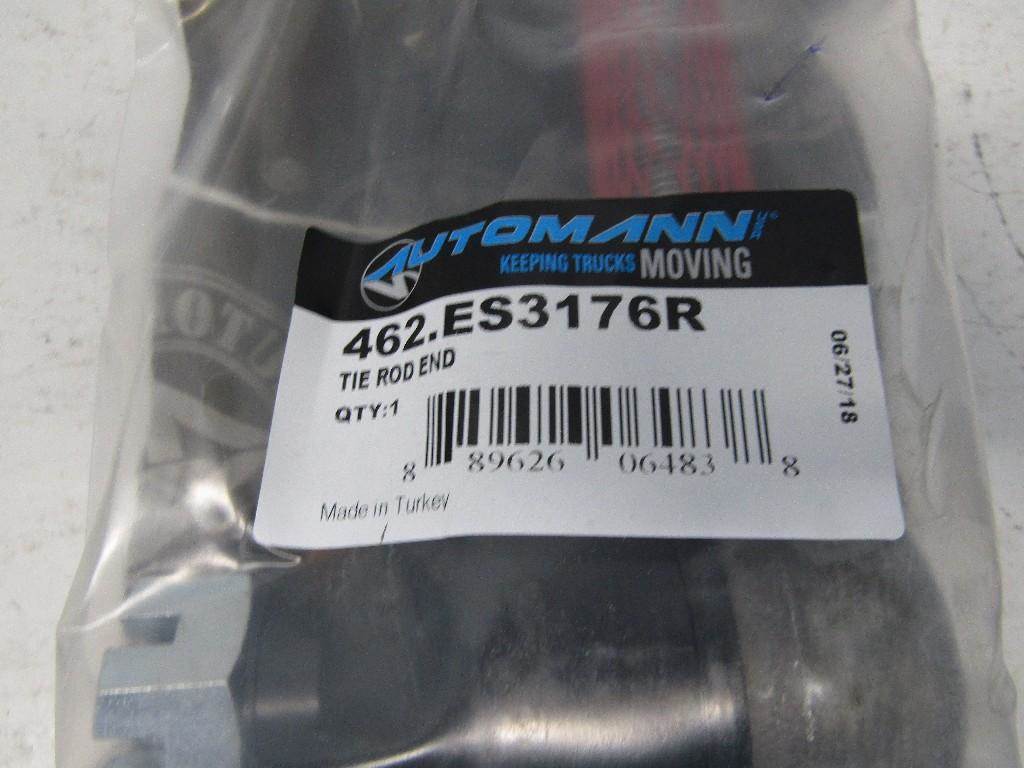 AUTOMANN INC.®
KEEPING TRUCKS MOVING
462.ES3176R
TIE ROD END
QTY:1
8 89626 06483 8
Made in Turkey
06/27/18